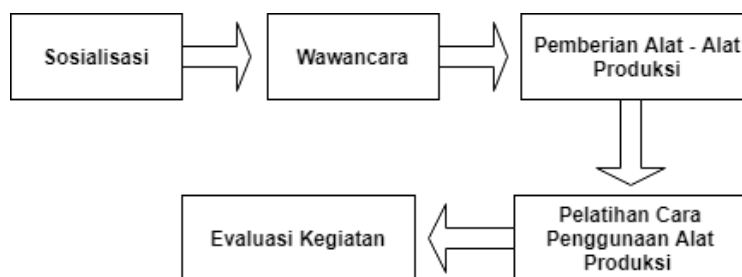 Sosialisasi
Wawancara
Pemberian Alat - Alat
Produksi
Pelatihan Cara
Penggunaan Alat
Produksi
Evaluasi Kegiatan